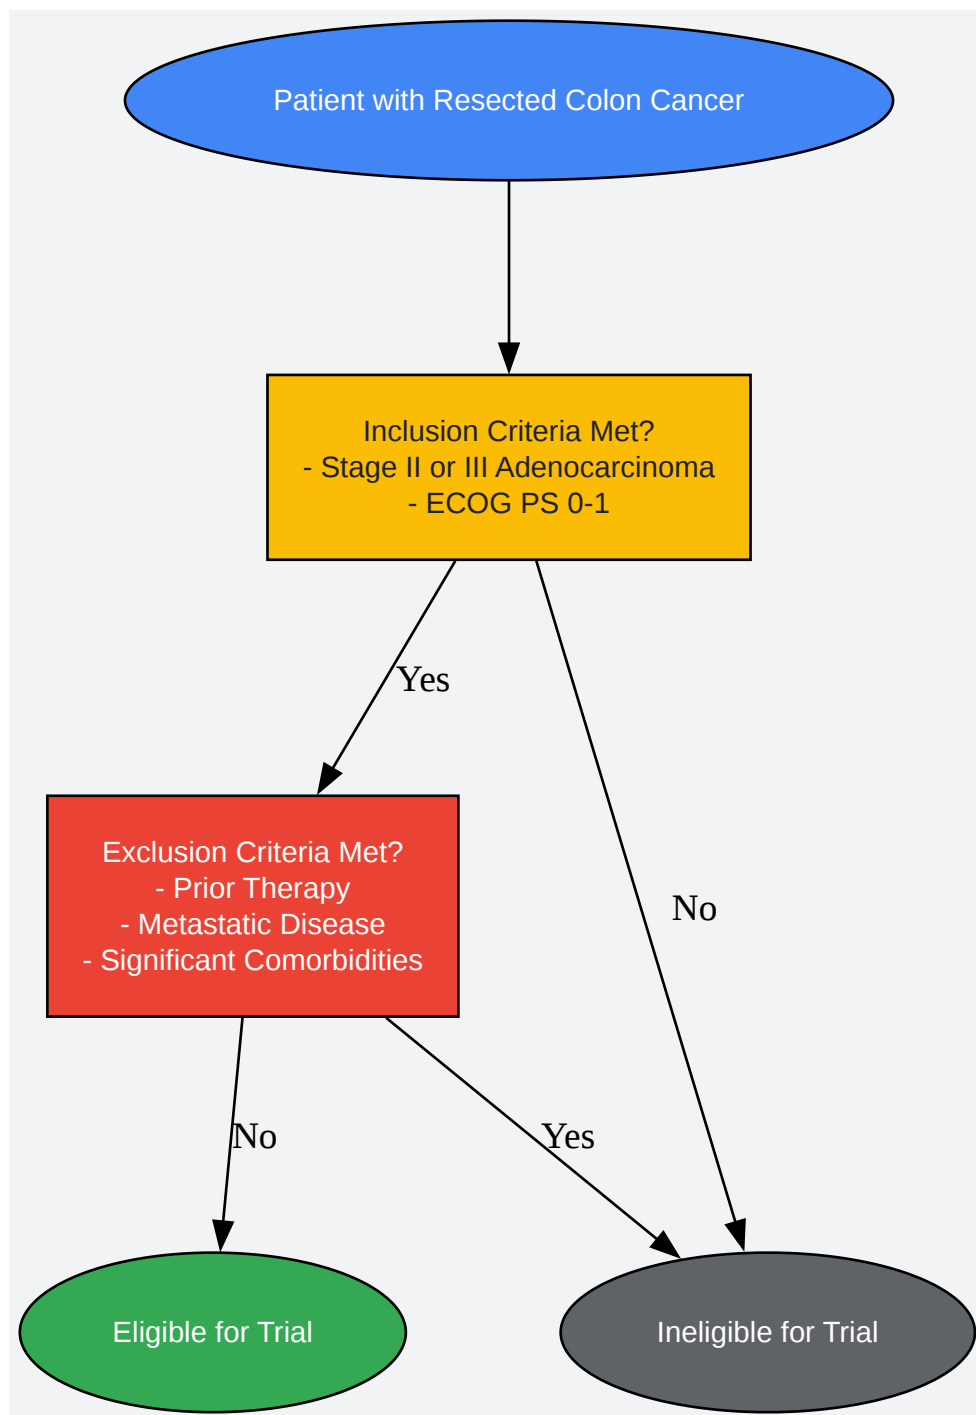 Patient with Resected Colon Cancer
Inclusion Criteria Met?
- Stage II or III Adenocarcinoma
- ECOG PS 0-1
Yes
Exclusion Criteria Met?
- Prior Therapy
- Metastatic Disease
- Significant Comorbidities
No
No
Yes
Eligible for Trial
Ineligible for Trial